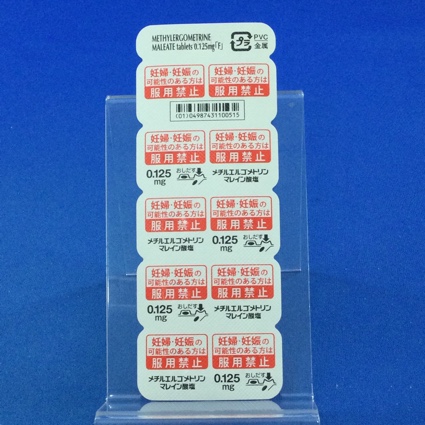 METHYLERGOMETRINE
MALEATE tablets 0.125mg「F」
プラ
PVC
金属
妊婦・妊娠の 妊婦・妊娠の
可能性のある方は 可能性のある方は
服用禁止 服用禁止
(01)04987431100515
妊婦・妊娠の 妊婦・妊娠の
可能性のある方は 可能性のある方は
服用禁止 服用禁止
0.125 mg おしだす メチルエルゴメトリン
マレイン酸塩
妊婦・妊娠の 妊婦・妊娠の
可能性のある方は 可能性のある方は
服用禁止 服用禁止
メチルエルゴメトリン
マレイン酸塩 0.125 mg おしだす
妊婦・妊娠の 妊婦・妊娠の
可能性のある方は 可能性のある方は
服用禁止 服用禁止
0.125 mg おしだす メチルエルゴメトリン
マレイン酸塩
妊婦・妊娠の 妊婦・妊娠の
可能性のある方は 可能性のある方は
服用禁止 服用禁止
メチルエルゴメトリン
マレイン酸塩 0.125 mg おしだす